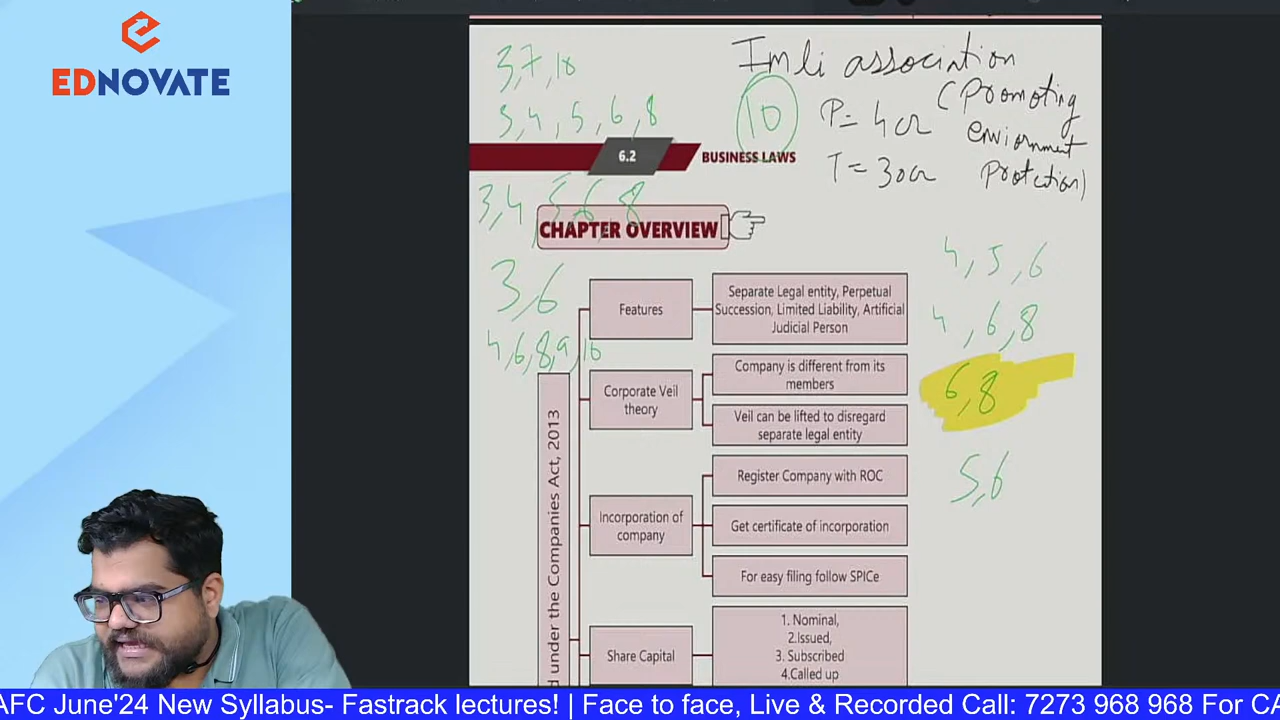 EDNOVATE
3,7,10
3,4,5,6,8
Imli association
(Promoting
enviornment
Protection)
10
P = 4 cr
T = 30 cr
6.2
BUSINESS LAWS
3,4,5,6,8
CHAPTER OVERVIEW
3,6
4,6,8,9,10
Features
Separate Legal entity, Perpetual
Succession, Limited Liability, Artificial
Judicial Person
4,5,6
4,6,8
6,8
5,6
Corporate Veil
theory
Company is different from its
members
Veil can be lifted to disregard
separate legal entity
Incorporation of
company
Register Company with ROC
Get certificate of incorporation
For easy filing follow SPICe
Share Capital
1. Nominal,
2.Issued,
3. Subscribed
4.Called up
under the Companies Act, 2013
AFC June'24 New Syllabus- Fastrack lectures! | Face to face, Live & Recorded Call: 7273 968 968 For CA